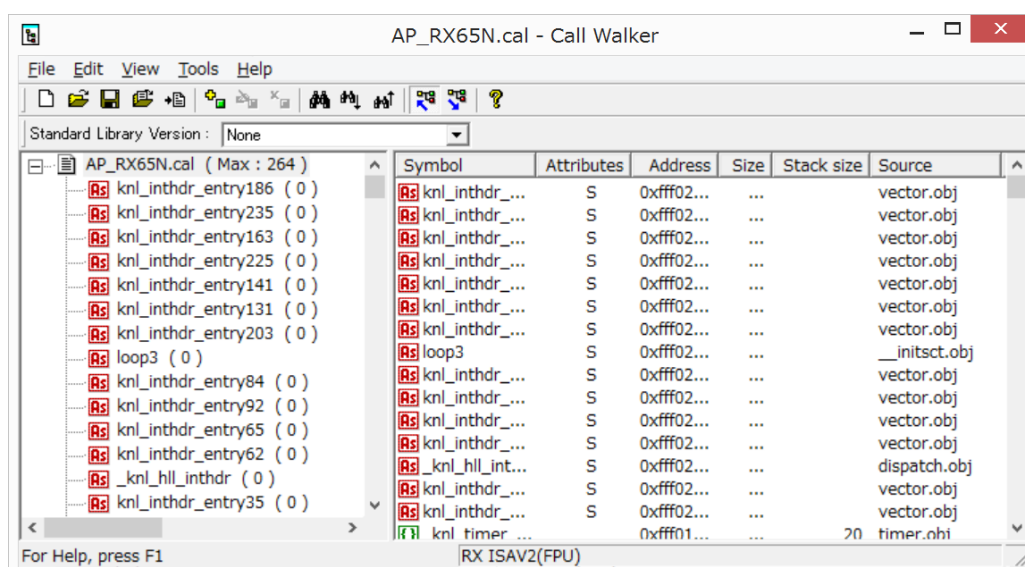 AP_RX65N.cal - Call Walker
File Edit View Tools Help
Standard Library Version : None
AP_RX65N.cal ( Max : 264 )
knl_inthdr_entry186 ( 0 )
knl_inthdr_entry235 ( 0 )
knl_inthdr_entry163 ( 0 )
knl_inthdr_entry225 ( 0 )
knl_inthdr_entry141 ( 0 )
knl_inthdr_entry131 ( 0 )
knl_inthdr_entry203 ( 0 )
loop3 ( 0 )
knl_inthdr_entry84 ( 0 )
knl_inthdr_entry92 ( 0 )
knl_inthdr_entry65 ( 0 )
knl_inthdr_entry62 ( 0 )
_knl_hll_inthdr ( 0 )
knl_inthdr_entry35 ( 0 )
Symbol Attributes Address Size Stack size Source
knl_inthdr_... S 0xfff02... ... vector.obj
knl_inthdr_... S 0xfff02... ... vector.obj
knl_inthdr_... S 0xfff02... ... vector.obj
knl_inthdr_... S 0xfff02... ... vector.obj
knl_inthdr_... S 0xfff02... ... vector.obj
knl_inthdr_... S 0xfff02... ... vector.obj
knl_inthdr_... S 0xfff02... ... vector.obj
loop3 S 0xfff02... ... __initsct.obj
knl_inthdr_... S 0xfff02... ... vector.obj
knl_inthdr_... S 0xfff02... ... vector.obj
knl_inthdr_... S 0xfff02... ... vector.obj
knl_inthdr_... S 0xfff02... ... vector.obj
_knl_hll_int... S 0xfff02... ... dispatch.obj
knl_inthdr_... S 0xfff02... ... vector.obj
knl_inthdr_... S 0xfff02... ... vector.obj
_knl_timer_... 0xfff01... ... 20 timer.obj
For Help, press F1 RX ISAV2(FPU)